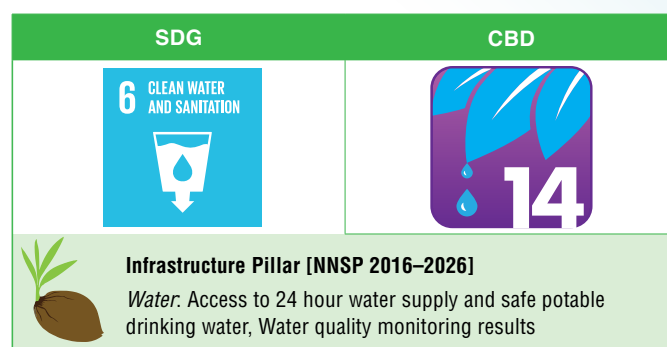 SDG
CBD
6 CLEAN WATER
AND SANITATION
14
Infrastructure Pillar [NNSP 2016–2026]
Water: Access to 24 hour water supply and safe potable
drinking water, Water quality monitoring results